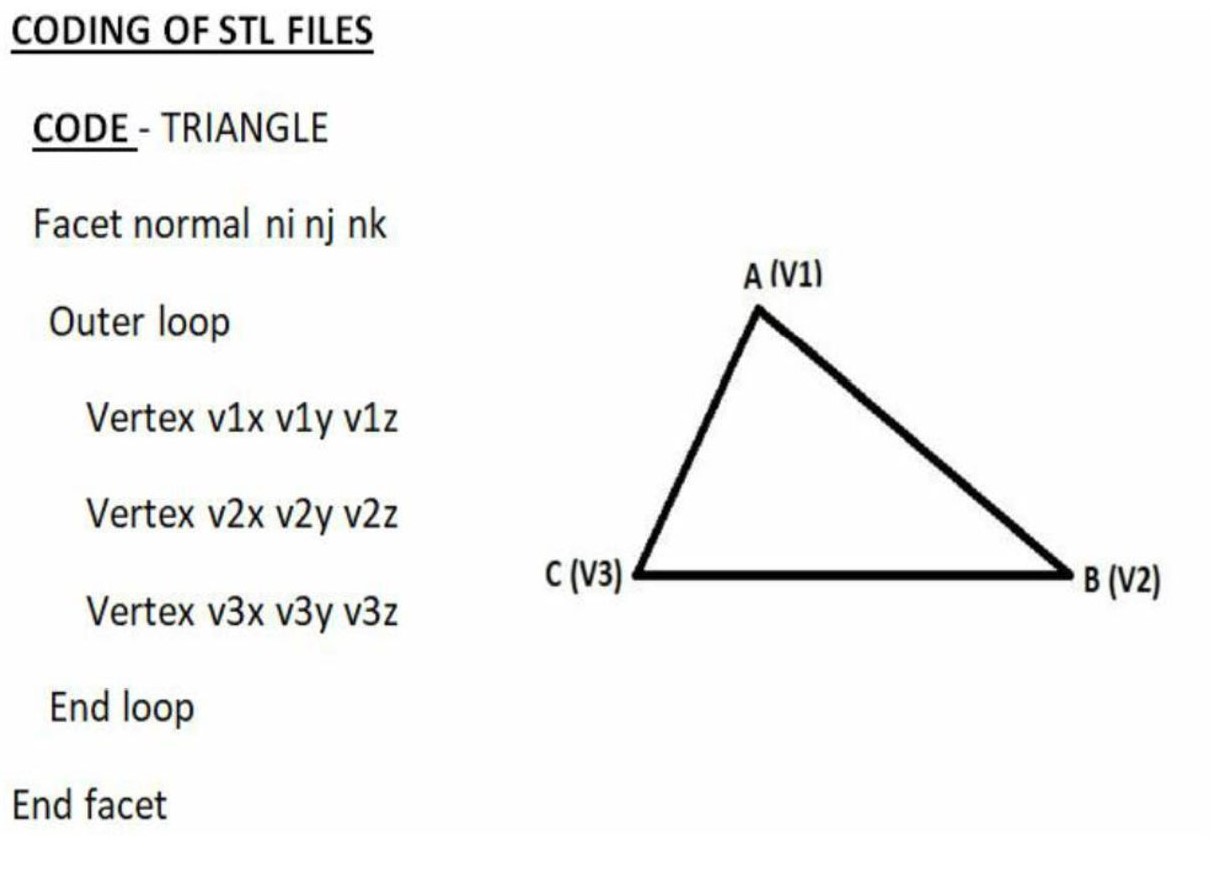 CODING OF STL FILES
CODE - TRIANGLE
Facet normal ni nj nk
Outer loop
Vertex v1x v1y v1z
Vertex v2x v2y v2z
Vertex v3x v3y v3z
End loop
End facet
A (V1)
C (V3)
B (V2)